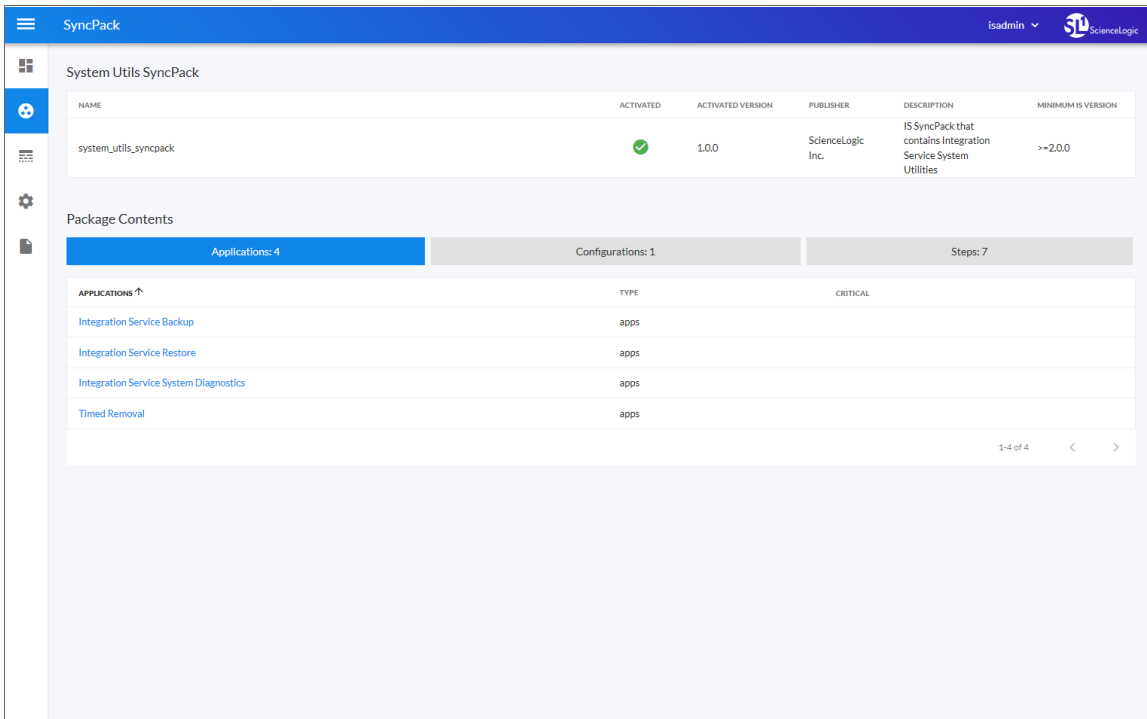 SyncPack
isadmin
SL1 ScienceLogic
System Utils SyncPack
NAME ACTIVATED ACTIVATED VERSION PUBLISHER DESCRIPTION MINIMUM IS VERSION
system_utils_syncpack 1.0.0 ScienceLogic Inc. IS SyncPack that contains Integration Service System Utilities >=2.0.0
Package Contents
Applications: 4 Configurations: 1 Steps: 7
APPLICATIONS TYPE CRITICAL
Integration Service Backup apps
Integration Service Restore apps
Integration Service System Diagnostics apps
Timed Removal apps
1-4 of 4